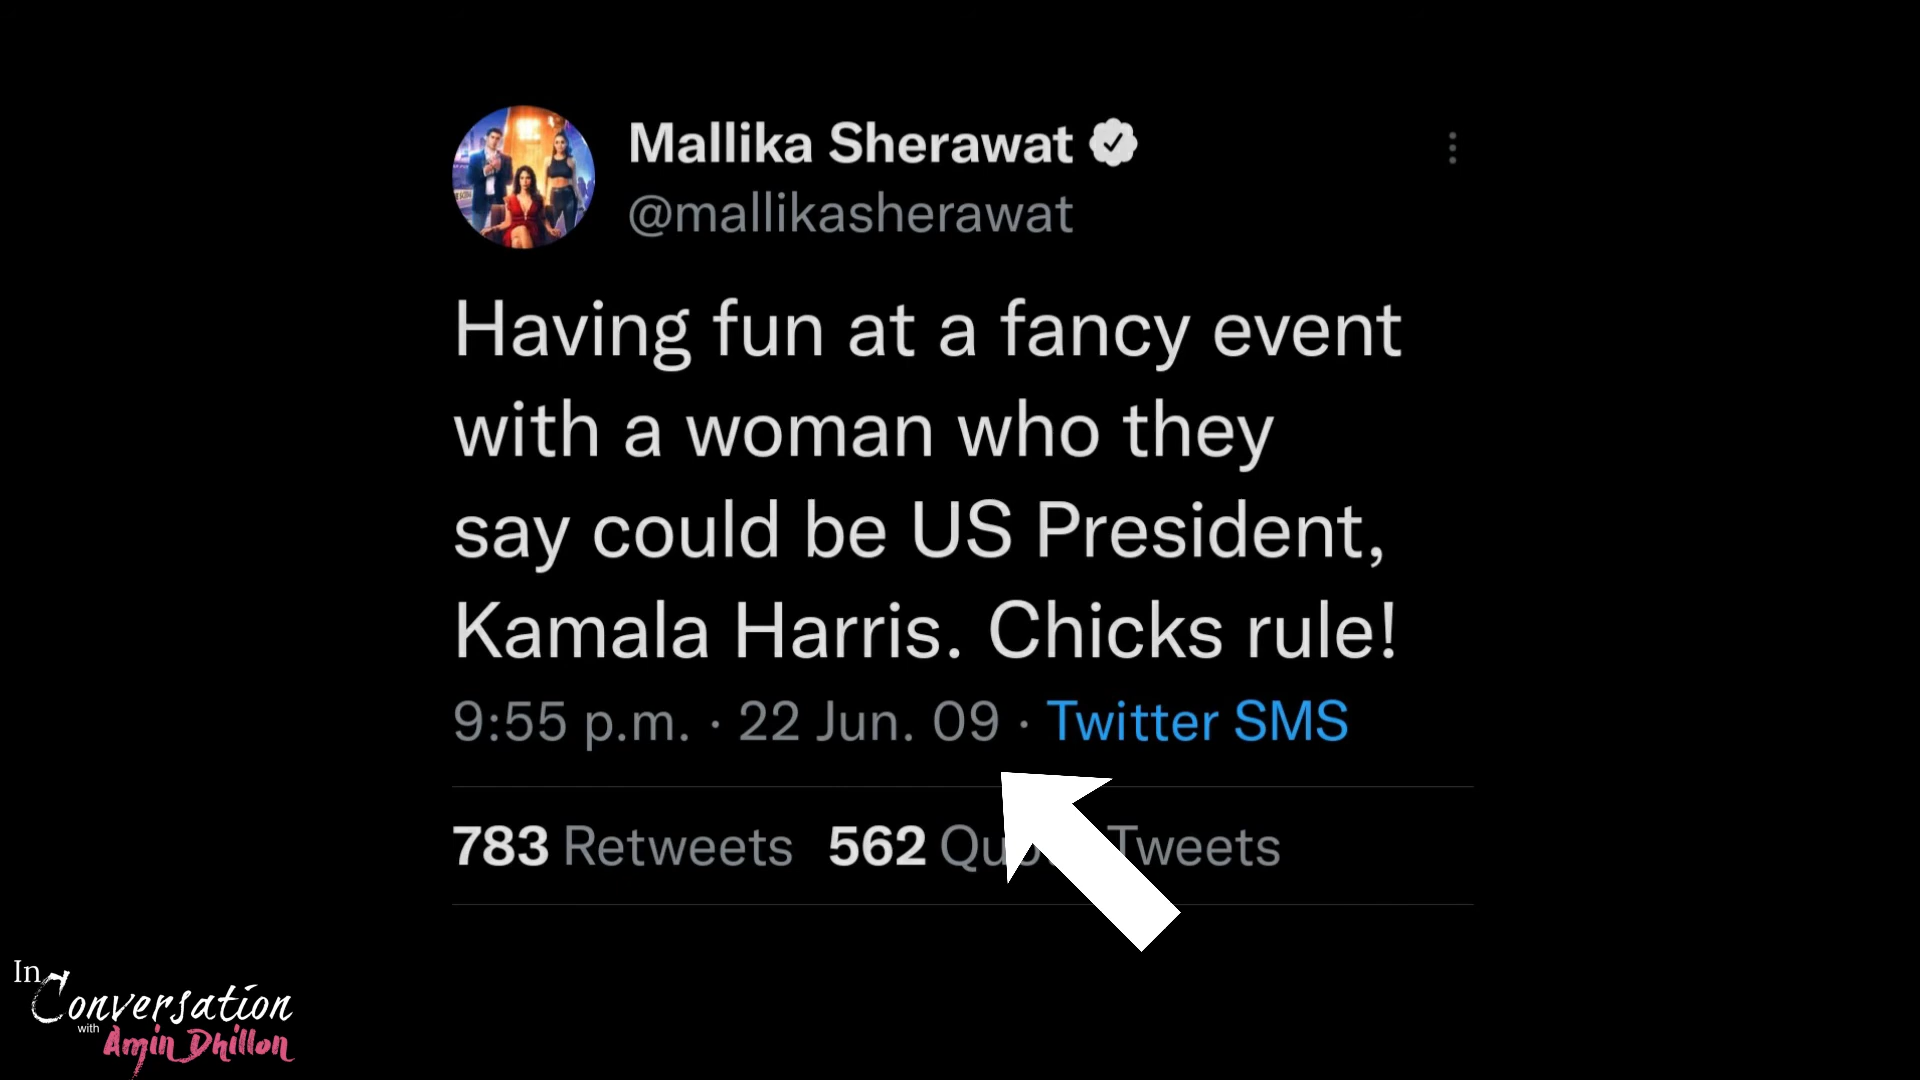 Mallika Sherawat
@mallikasherawat
Having fun at a fancy event
with a woman who they
say could be US President,
Kamala Harris. Chicks rule!
9:55 p.m. · 22 Jun. 09 · Twitter SMS
783 Retweets 562 Tweets
In
Conversation
with
Amin Dhillon